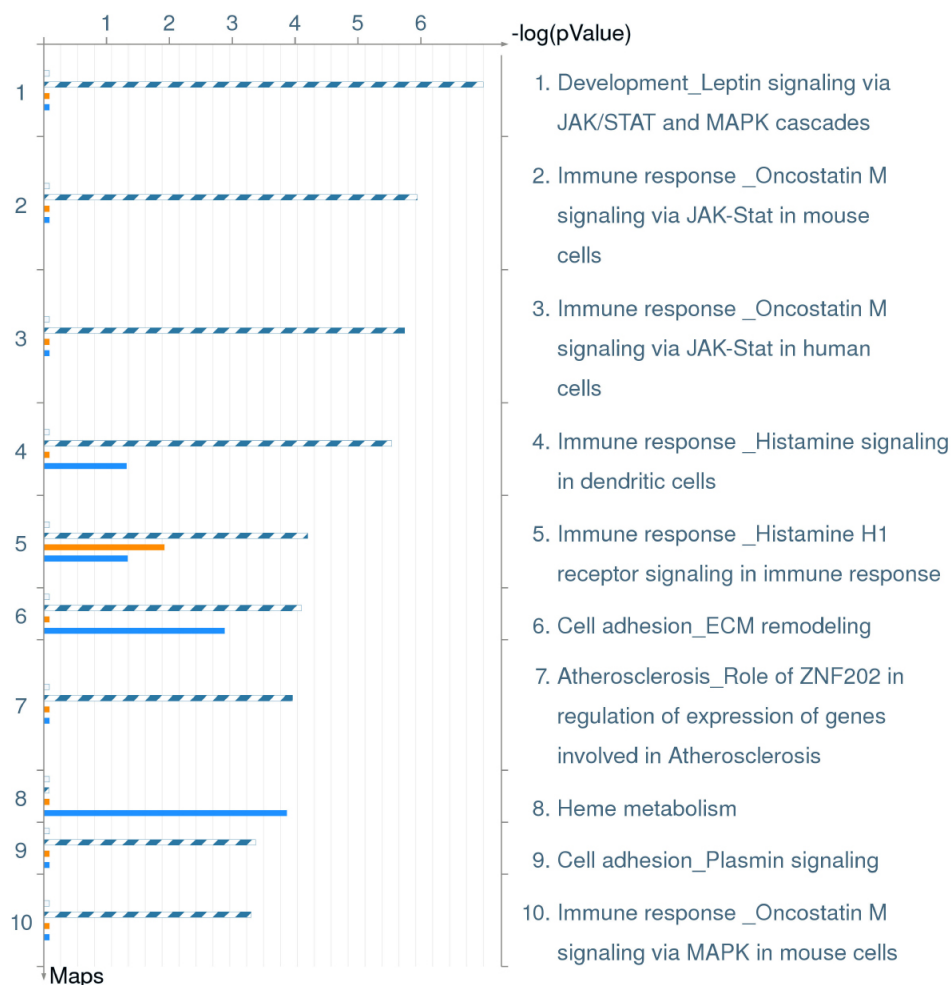 1 2 3 4 5 6
-log(pValue)
1
1. Development_Leptin signaling via
JAK/STAT and MAPK cascades
2
2. Immune response _Oncostatin M
signaling via JAK-Stat in mouse
cells
3
3. Immune response _Oncostatin M
signaling via JAK-Stat in human
cells
4
4. Immune response _Histamine signaling
in dendritic cells
5
5. Immune response _Histamine H1
receptor signaling in immune response
6
6. Cell adhesion_ECM remodeling
7
7. Atherosclerosis_Role of ZNF202 in
regulation of expression of genes
involved in Atherosclerosis
8
8. Heme metabolism
9
9. Cell adhesion_Plasmin signaling
10
10. Immune response _Oncostatin M
signaling via MAPK in mouse cells
Maps